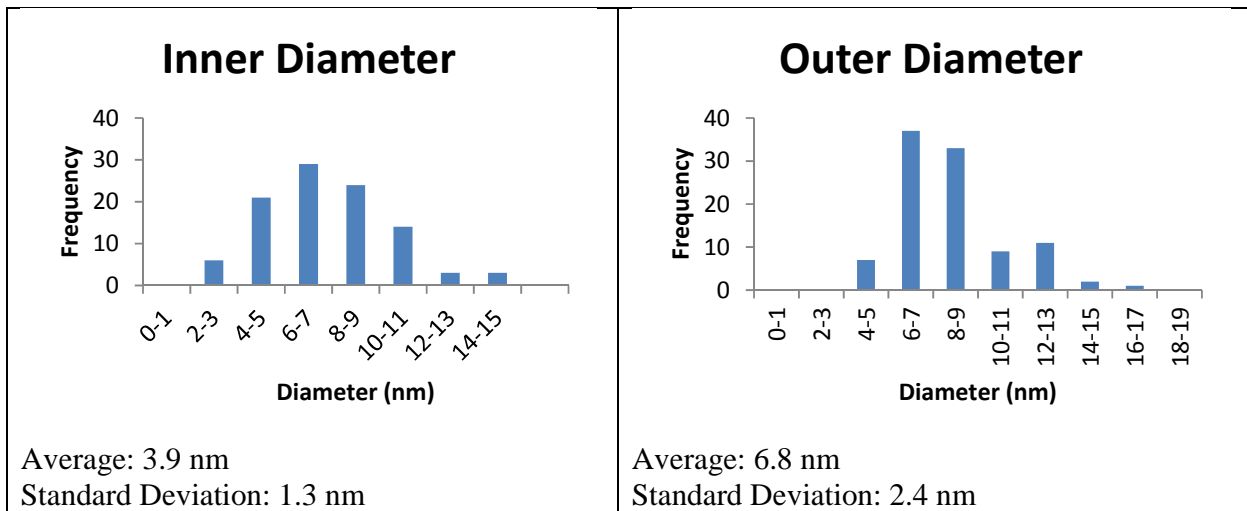 Inner Diameter
40
30
20
10
0
Frequency
0-1
2-3
4-5
6-7
8-9
10-11
12-13
14-15
Diameter (nm)
Average: 3.9 nm
Standard Deviation: 1.3 nm
Outer Diameter
40
30
20
10
0
Frequency
0-1
2-3
4-5
6-7
8-9
10-11
12-13
14-15
16-17
18-19
Diameter (nm)
Average: 6.8 nm
Standard Deviation: 2.4 nm